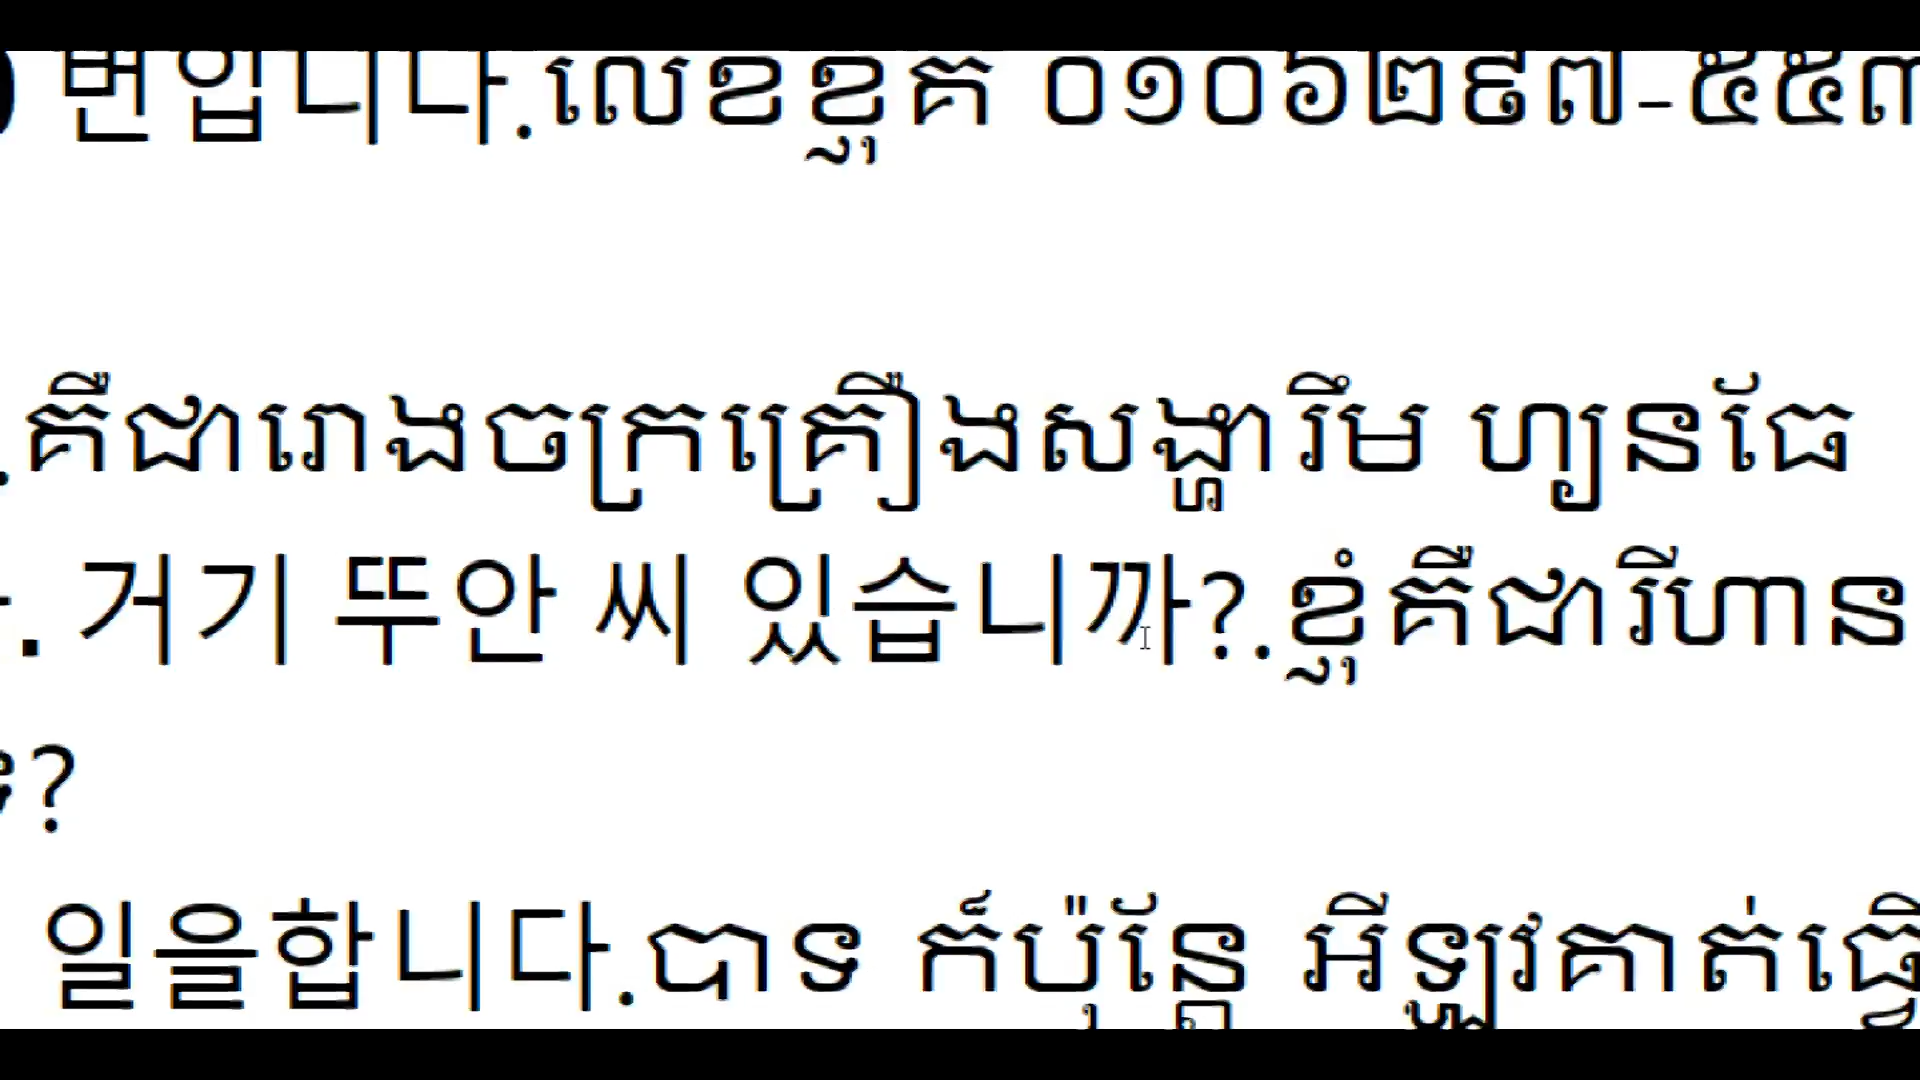 번입니다.លេខខ្ញុំគឺ ០១០៦២៩៧-៥៥៣
.គឺជារោងចក្រគ្រឿងសង្ហារឹម ហ្យុនធែ
. 거기 뚜안 씨 있습니까?.ខ្ញុំគឺជារីហាន
?
일을합니다.បាទ ក៏ប៉ុន្តែ អីឡូវគាត់ធ្វើ